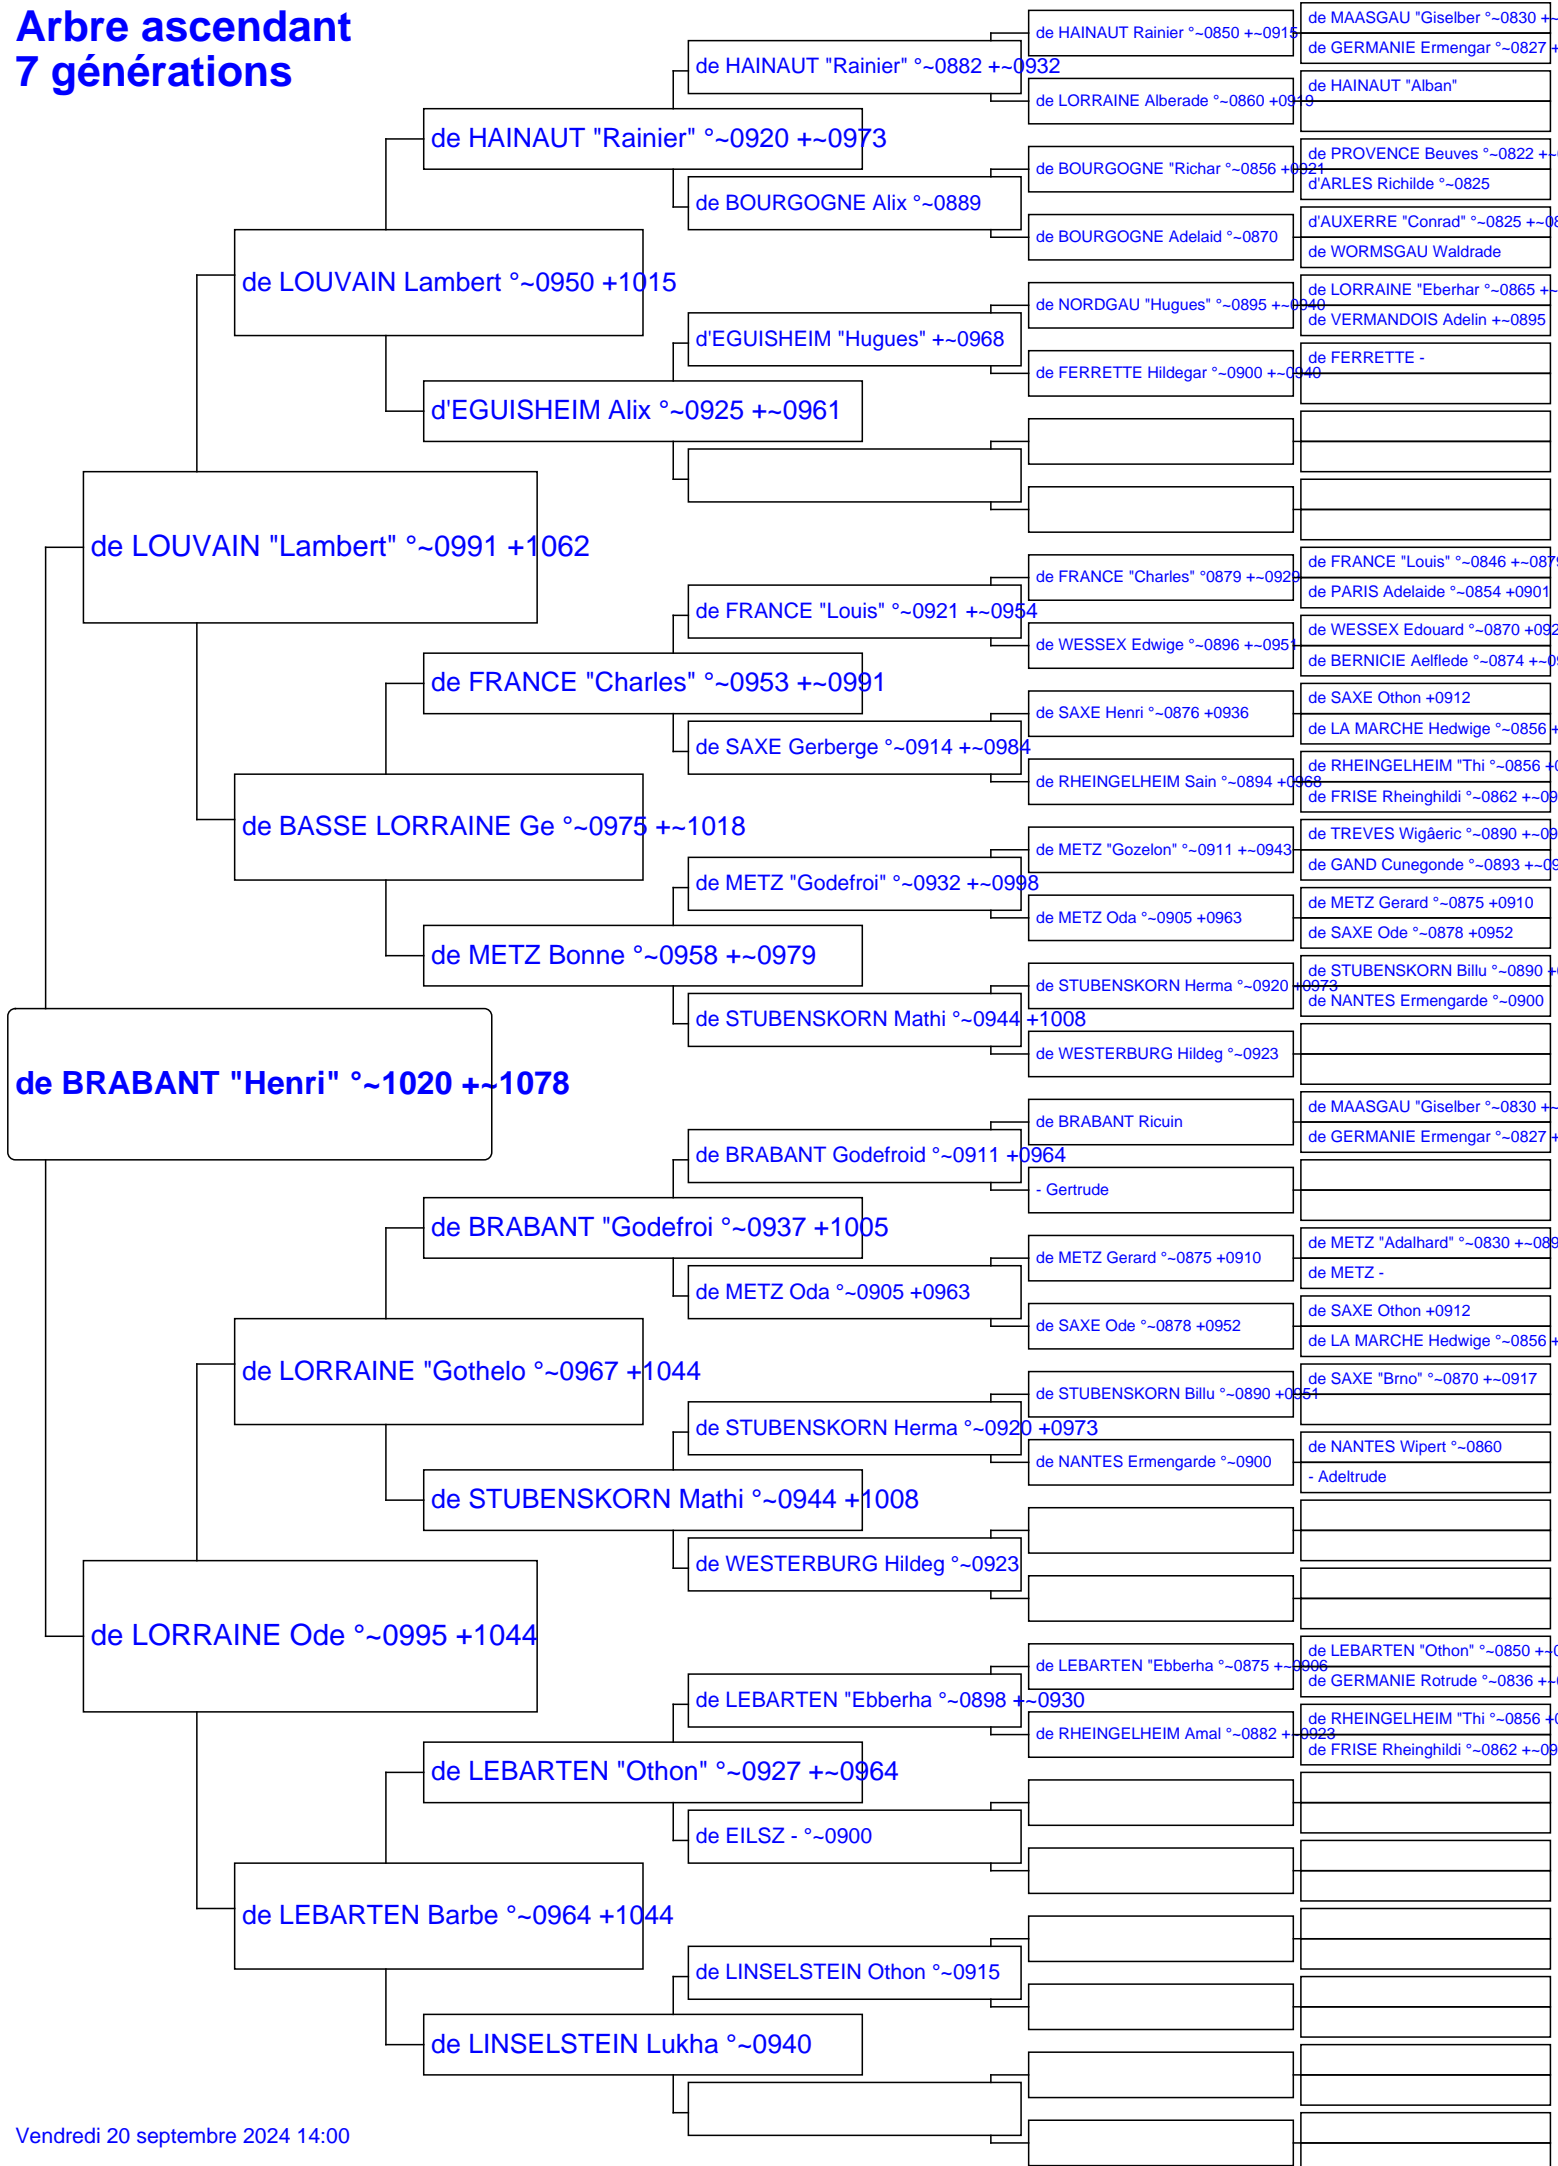 Arbre ascendant
7 générations
de MAASGAU "Giselber °~0830 +~
de HAINAUT Rainier °~0850 +~0915
de GERMANIE Ermengar °~0827 +
de HAINAUT "Rainier" °~0882 +~0932
de HAINAUT "Alban"
de LORRAINE Alberade °~0860 +0919
de HAINAUT "Rainier" °~0920 +~0973
de PROVENCE Beuves °~0822 +~
de BOURGOGNE "Richar °~0856 +0921
d'ARLES Richilde °~0825
de BOURGOGNE Alix °~0889
d'AUXERRE "Conrad" °~0825 +~08
de BOURGOGNE Adelaid °~0870
de WORMSGAU Waldrade
de LOUVAIN Lambert °~0950 +1015
de LORRAINE "Eberhar °~0865 +~
de NORDGAU "Hugues" °~0895 +~0940
de VERMANDOIS Adelin +~0895
d'EGUISHEIM "Hugues" +~0968
de FERRETTE -
de FERRETTE Hildegar °~0900 +~0940
d'EGUISHEIM Alix °~0925 +~0961
de LOUVAIN "Lambert" °~0991 +1062
de FRANCE "Louis" °~0846 +~0879
de FRANCE "Charles" °0879 +~0929
de PARIS Adelaide °~0854 +0901
de FRANCE "Louis" °~0921 +~0954
de WESSEX Edouard °~0870 +092
de WESSEX Edwige °~0896 +~0951
de BERNICIE Aelflede °~0874 +~09
de FRANCE "Charles" °~0953 +~0991
de SAXE Othon +0912
de SAXE Henri °~0876 +0936
de LA MARCHE Hedwige °~0856 +
de SAXE Gerberge °~0914 +~0984
de RHEINGELHEIM "Thi °~0856 +0
de RHEINGELHEIM Sain °~0894 +0968
de FRISE Rheinghildi °~0862 +~09
de BASSE LORRAINE Ge °~0975 +~1018
de TREVES Wigâeric °~0890 +~09
de METZ "Gozelon" °~0911 +~0943
de GAND Cunegonde °~0893 +~09
de METZ "Godefroi" °~0932 +~0998
de METZ Gerard °~0875 +0910
de METZ Oda °~0905 +0963
de SAXE Ode °~0878 +0952
de METZ Bonne °~0958 +~0979
de STUBENSKORN Billu °~0890 +0
de STUBENSKORN Herma °~0920 +0973
de NANTES Ermengarde °~0900
de STUBENSKORN Mathi °~0944 +1008
de WESTERBURG Hildeg °~0923
de BRABANT "Henri" °~1020 +~1078
de MAASGAU "Giselber °~0830 +~
de BRABANT Ricuin
de GERMANIE Ermengar °~0827 +
de BRABANT Godefroid °~0911 +0964
- Gertrude
de BRABANT "Godefroi °~0937 +1005
de METZ "Adalhard" °~0830 +~089
de METZ Gerard °~0875 +0910
de METZ -
de METZ Oda °~0905 +0963
de SAXE Othon +0912
de SAXE Ode °~0878 +0952
de LA MARCHE Hedwige °~0856 +
de LORRAINE "Gothelo °~0967 +1044
de SAXE "Brno" °~0870 +~0917
de STUBENSKORN Billu °~0890 +0951
de STUBENSKORN Herma °~0920 +0973
de NANTES Wipert °~0860
de NANTES Ermengarde °~0900
- Adeltrude
de STUBENSKORN Mathi °~0944 +1008
de WESTERBURG Hildeg °~0923
de LORRAINE Ode °~0995 +1044
de LEBARTEN "Othon" °~0850 +~0
de LEBARTEN "Ebberha °~0875 +~0906
de GERMANIE Rotrude °~0836 +~0
de LEBARTEN "Ebberha °~0898 +~0930
de RHEINGELHEIM "Thi °~0856 +0
de RHEINGELHEIM Amal °~0882 +~0923
de FRISE Rheinghildi °~0862 +~09
de LEBARTEN "Othon" °~0927 +~0964
de EILSZ - °~0900
de LEBARTEN Barbe °~0964 +1044
de LINSELSTEIN Othon °~0915
de LINSELSTEIN Lukha °~0940
Vendredi 20 septembre 2024 14:00